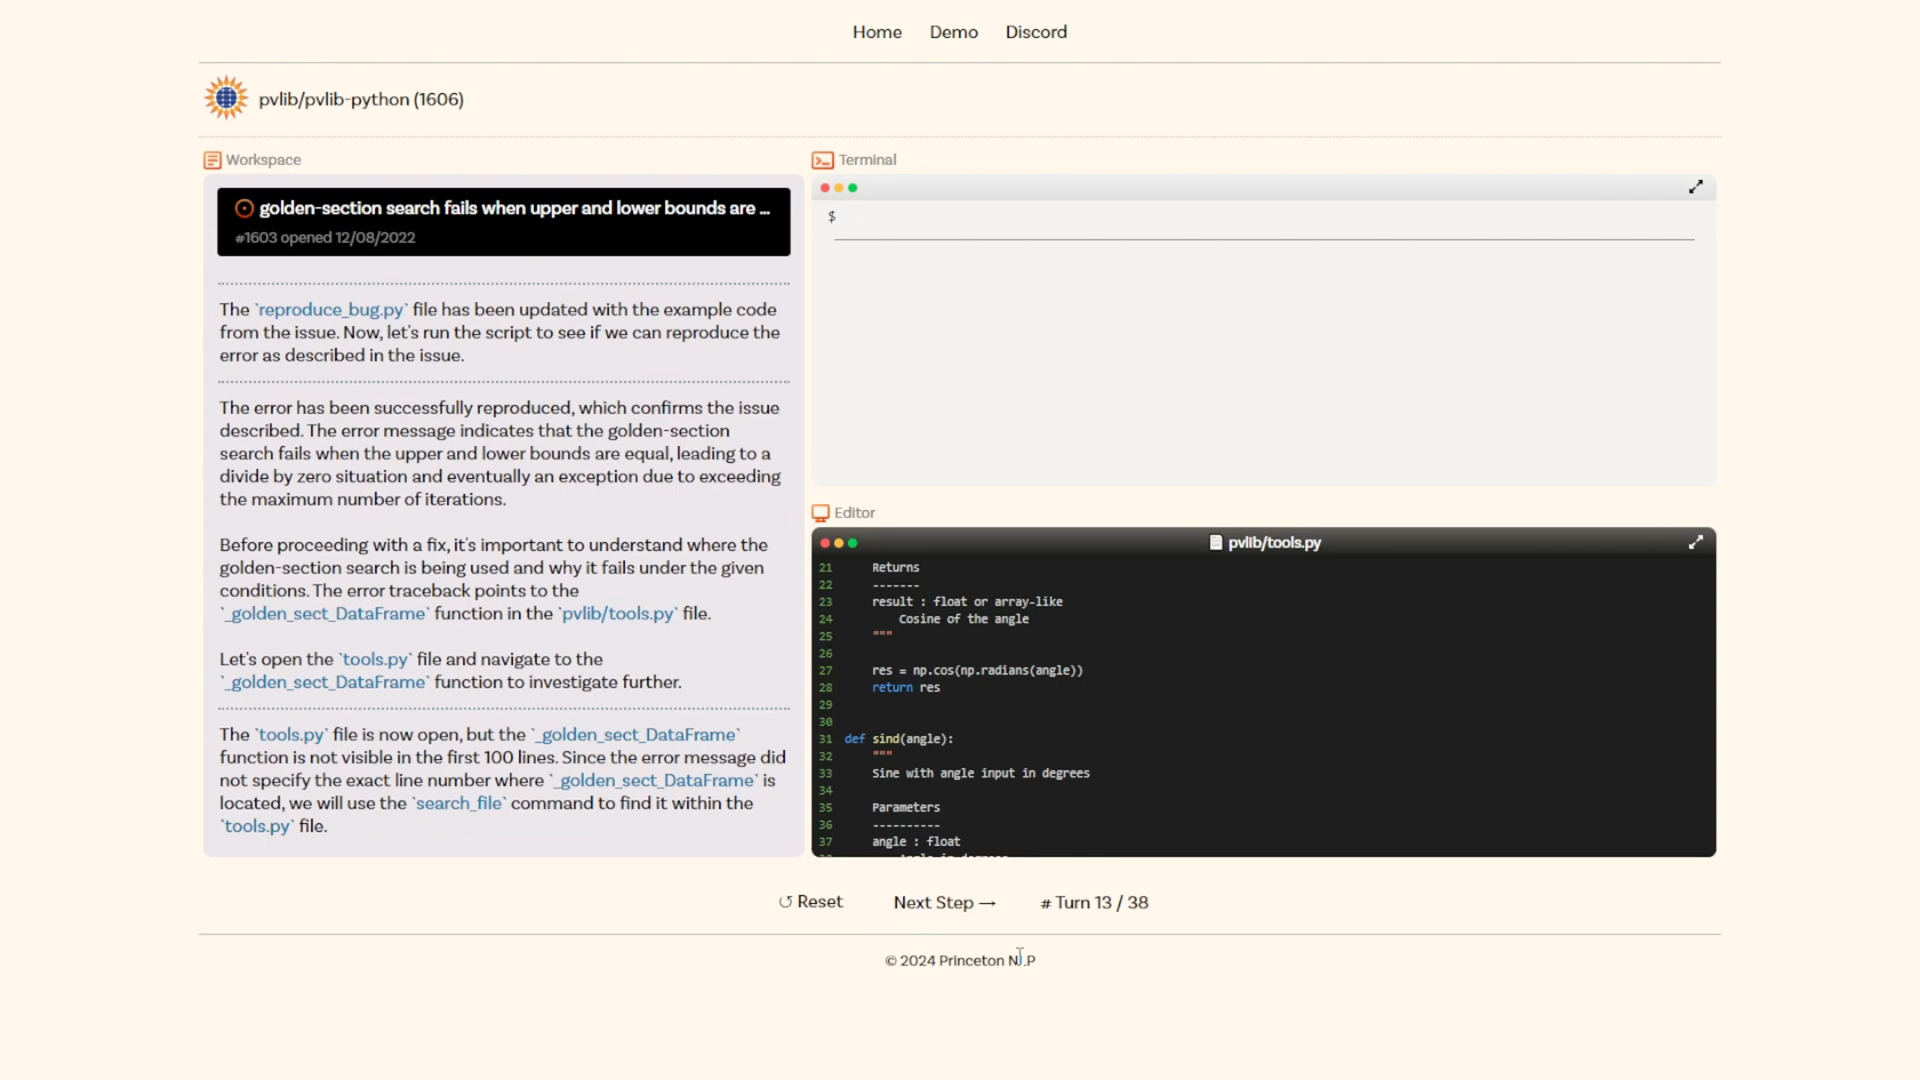 Home Demo Discord
pvlib/pvlib-python (1606)
Workspace
golden-section search fails when upper and lower bounds are ...
#1603 opened 12/08/2022
The `reproduce_bug.py` file has been updated with the example code
from the issue. Now, let's run the script to see if we can reproduce the
error as described in the issue.
The error has been successfully reproduced, which confirms the issue
described. The error message indicates that the golden-section
search fails when the upper and lower bounds are equal, leading to a
divide by zero situation and eventually an exception due to exceeding
the maximum number of iterations.
Before proceeding with a fix, it's important to understand where the
golden-section search is being used and why it fails under the given
conditions. The error traceback points to the
`_golden_sect_DataFrame` function in the `pvlib/tools.py` file.
Let's open the `tools.py` file and navigate to the
`_golden_sect_DataFrame` function to investigate further.
The `tools.py` file is now open, but the `_golden_sect_DataFrame`
function is not visible in the first 100 lines. Since the error message did
not specify the exact line number where `_golden_sect_DataFrame` is
located, we will use the `search_file` command to find it within the
`tools.py` file.
Terminal
$
Editor
pvlib/tools.py
21 Returns
22 -------
23 result : float or array-like
24 Cosine of the angle
25 """
26
27 res = np.cos(np.radians(angle))
28 return res
29
30
31 def sind(angle):
32 """
33 Sine with angle input in degrees
34
35 Parameters
36 ----------
37 angle : float
Reset Next Step → # Turn 13 / 38
© 2024 Princeton NLP